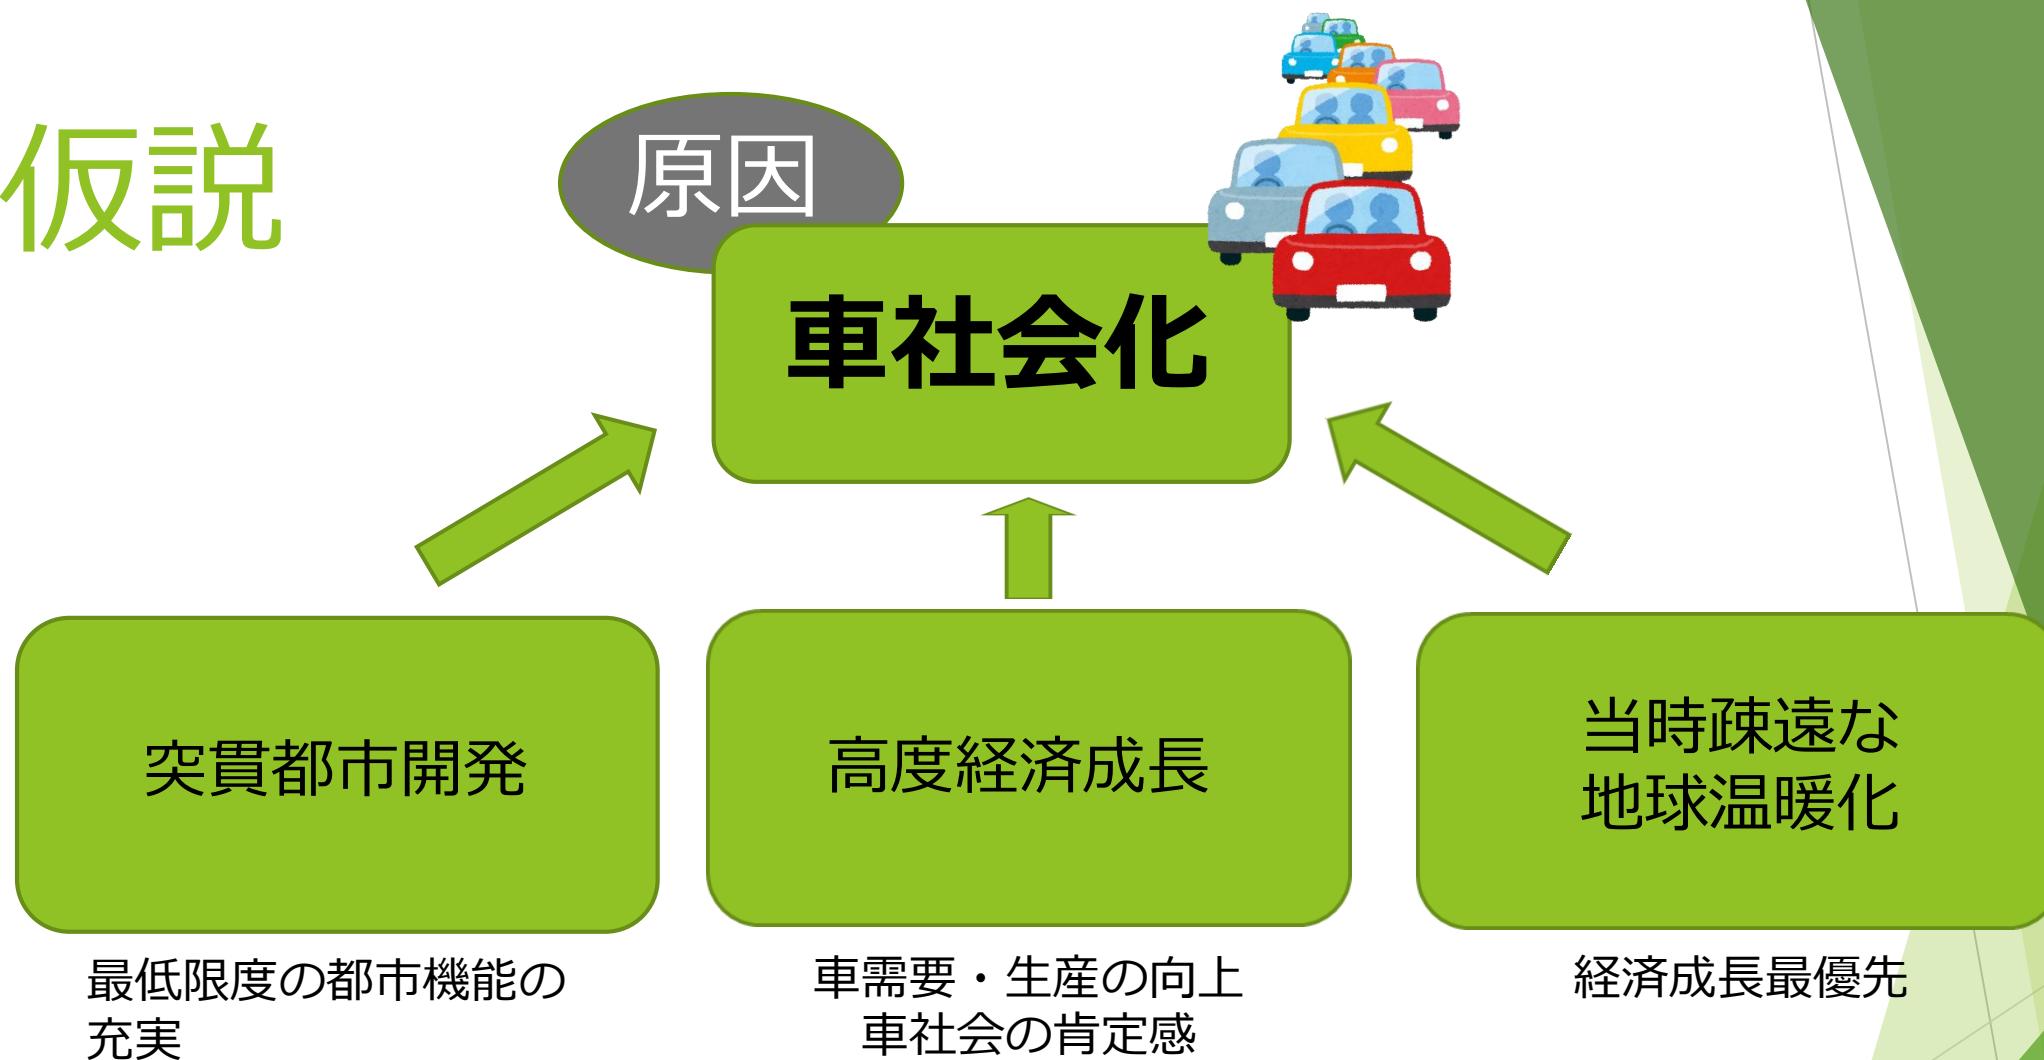 仮説
原因
車社会化
突貫都市開発
高度経済成長
当時疎遠な
地球温暖化
最低限度の都市機能の
充実
車需要・生産の向上
車社会の肯定感
経済成長最優先